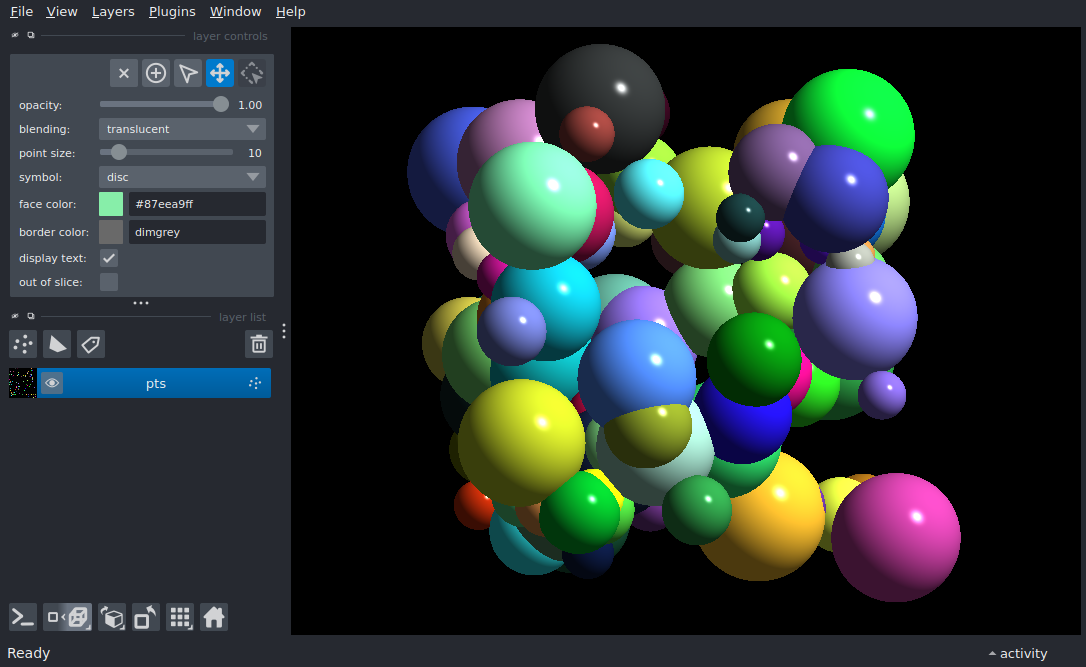 File View Layers Plugins Window Help
layer controls
opacity: 1.00
blending: translucent
point size: 10
symbol: disc
face color: #87eea9ff
border color: dimgrey
display text:
out of slice:
layer list
pts
Ready
activity